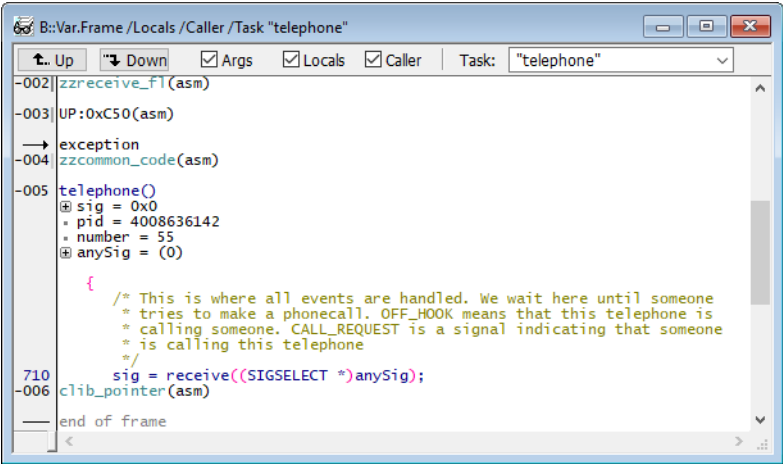 B::Var.Frame /Locals /Caller /Task "telephone"
Up Down Args Locals Caller Task: "telephone"
-002 zzreceive_fl(asm)
-003 UP:0xC50(asm)
exception
-004 zzcommon_code(asm)
-005 telephone()
sig = 0x0
pid = 4008636142
number = 55
anySig = (0)
{
/* This is where all events are handled. We wait here until someone
* tries to make a phonecall. OFF_HOOK means that this telephone is
* calling someone. CALL_REQUEST is a signal indicating that someone
* is calling this telephone
*/
710 sig = receive((SIGSELECT *)anySig);
-006 clib_pointer(asm)
end of frame